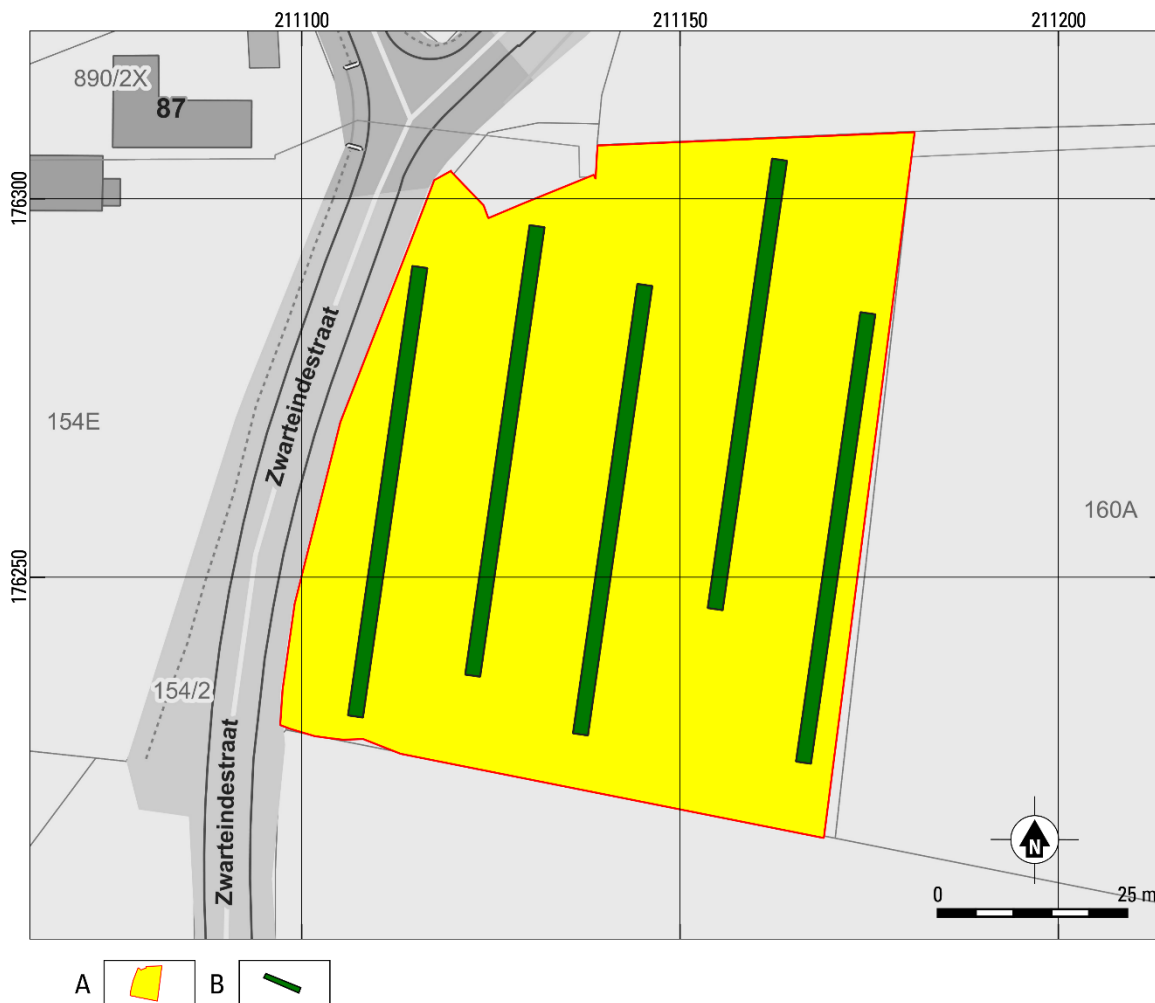 211100
211150
211200
890/2X
87
176300
Zwarteindestraat
154E
160A
176250
154/2
Zwarteindestraat
N
0
25 m
A
B